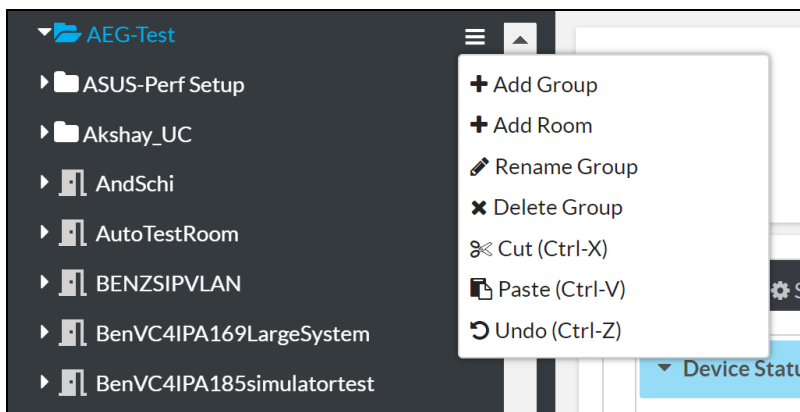 AEG-Test
ASUS-Perf Setup
Akshay_UC
AndSchi
AutoTestRoom
BENZSIPVLAN
BenVC4IPA169LargeSystem
BenVC4IPA185simulatortest
Add Group
Add Room
Rename Group
Delete Group
Cut (Ctrl-X)
Paste (Ctrl-V)
Undo (Ctrl-Z)
Device Statu